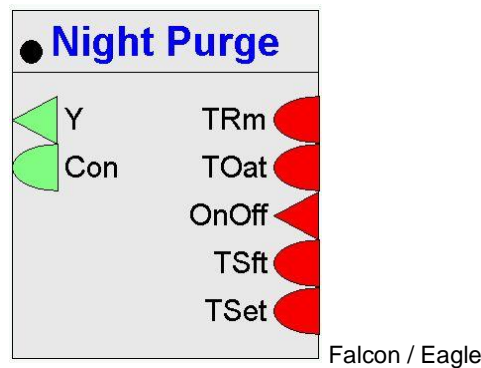 Night Purge
Y TRm
Con TOat
OnOff
TSft
TSet
Falcon / Eagle